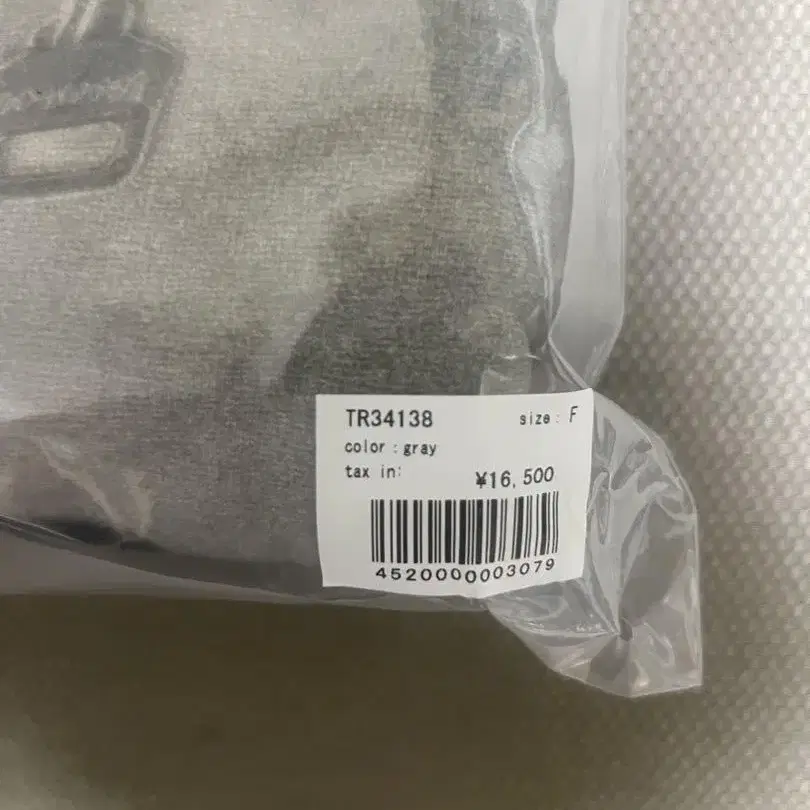 TR34138 size: F
color : gray
tax in:
¥16,500
4520000003079